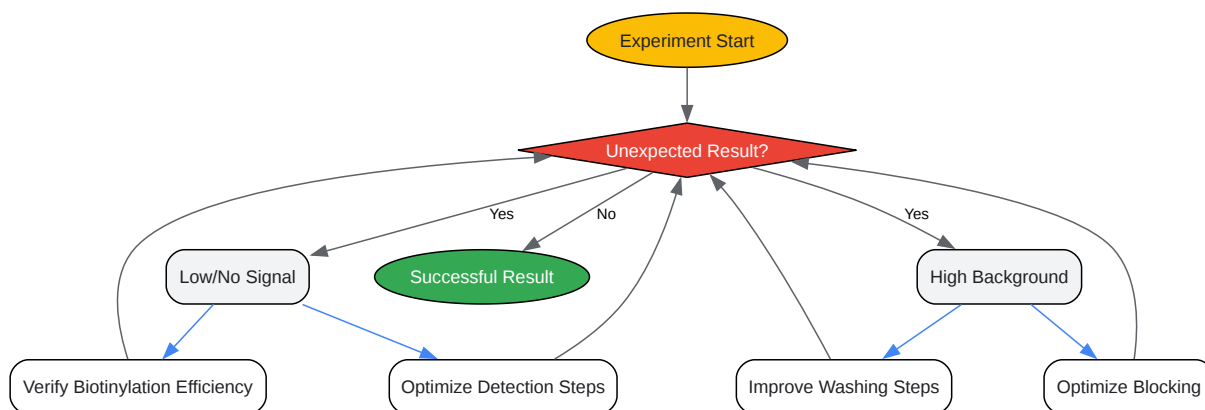 Experiment Start
Unexpected Result?
Yes
No
Yes
Low/No Signal
Successful Result
High Background
Verify Biotinylation Efficiency
Optimize Detection Steps
Improve Washing Steps
Optimize Blocking